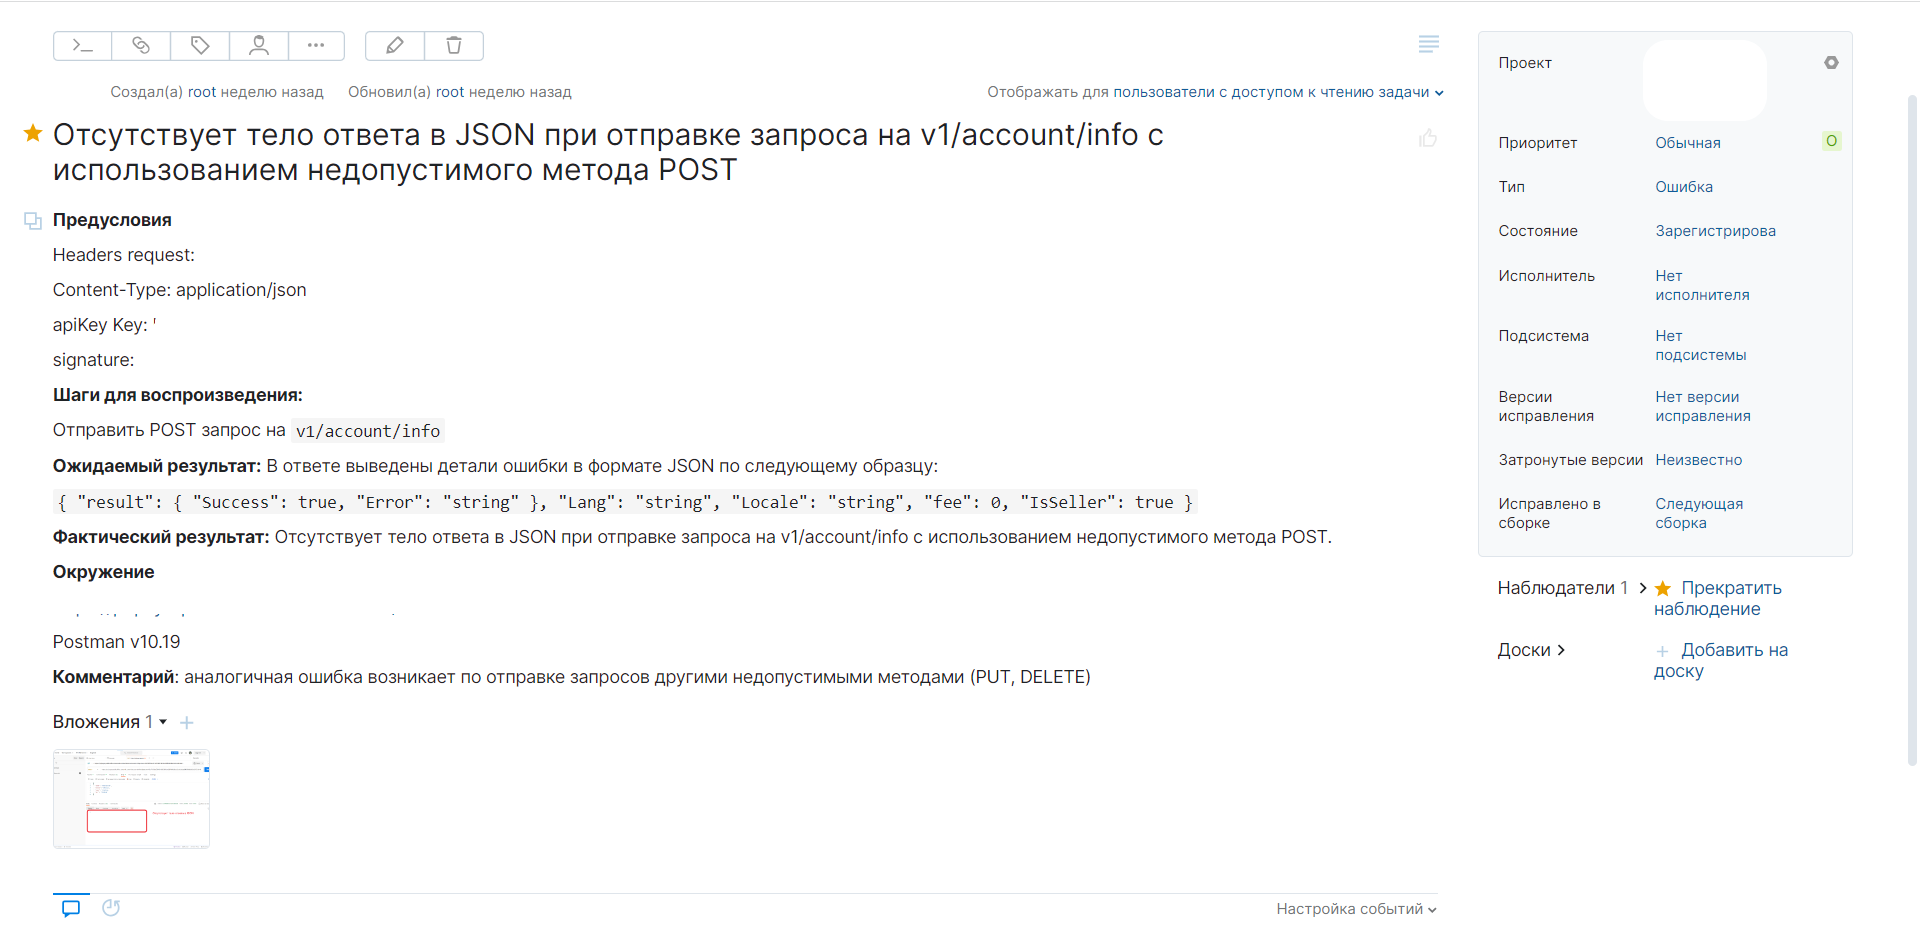 Создал(а) root неделю назад Обновил(а) root неделю назад
Отображать для пользователи с доступом к чтению задачи
Отсутствует тело ответа в JSON при отправке запроса на v1/account/info с
использованием недопустимого метода POST
Предусловия
Headers request:
Content-Type: application/json
apiKey Key: '
signature:
Шаги для воспроизведения:
Отправить POST запрос на v1/account/info
Ожидаемый результат: В ответе выведены детали ошибки в формате JSON по следующему образцу:
{ "result": { "Success": true, "Error": "string" }, "Lang": "string", "Locale": "string", "fee": 0, "IsSeller": true }
Фактический результат: Отсутствует тело ответа в JSON при отправке запроса на v1/account/info с использованием недопустимого метода POST.
Окружение
Postman v10.19
Комментарий: аналогичная ошибка возникает по отправке запросов другими недопустимыми методами (PUT, DELETE)
Вложения 1
Настройка событий
Проект
Приоритет Обычная О
Тип Ошибка
Состояние Зарегистрирова
Исполнитель Нет
исполнителя
Подсистема Нет
подсистемы
Версии Нет версии
исправления исправления
Затронутые версии Неизвестно
Исправлено в Следующая
сборке сборка
Наблюдатели 1 Прекратить
наблюдение
Доски Добавить на
доску